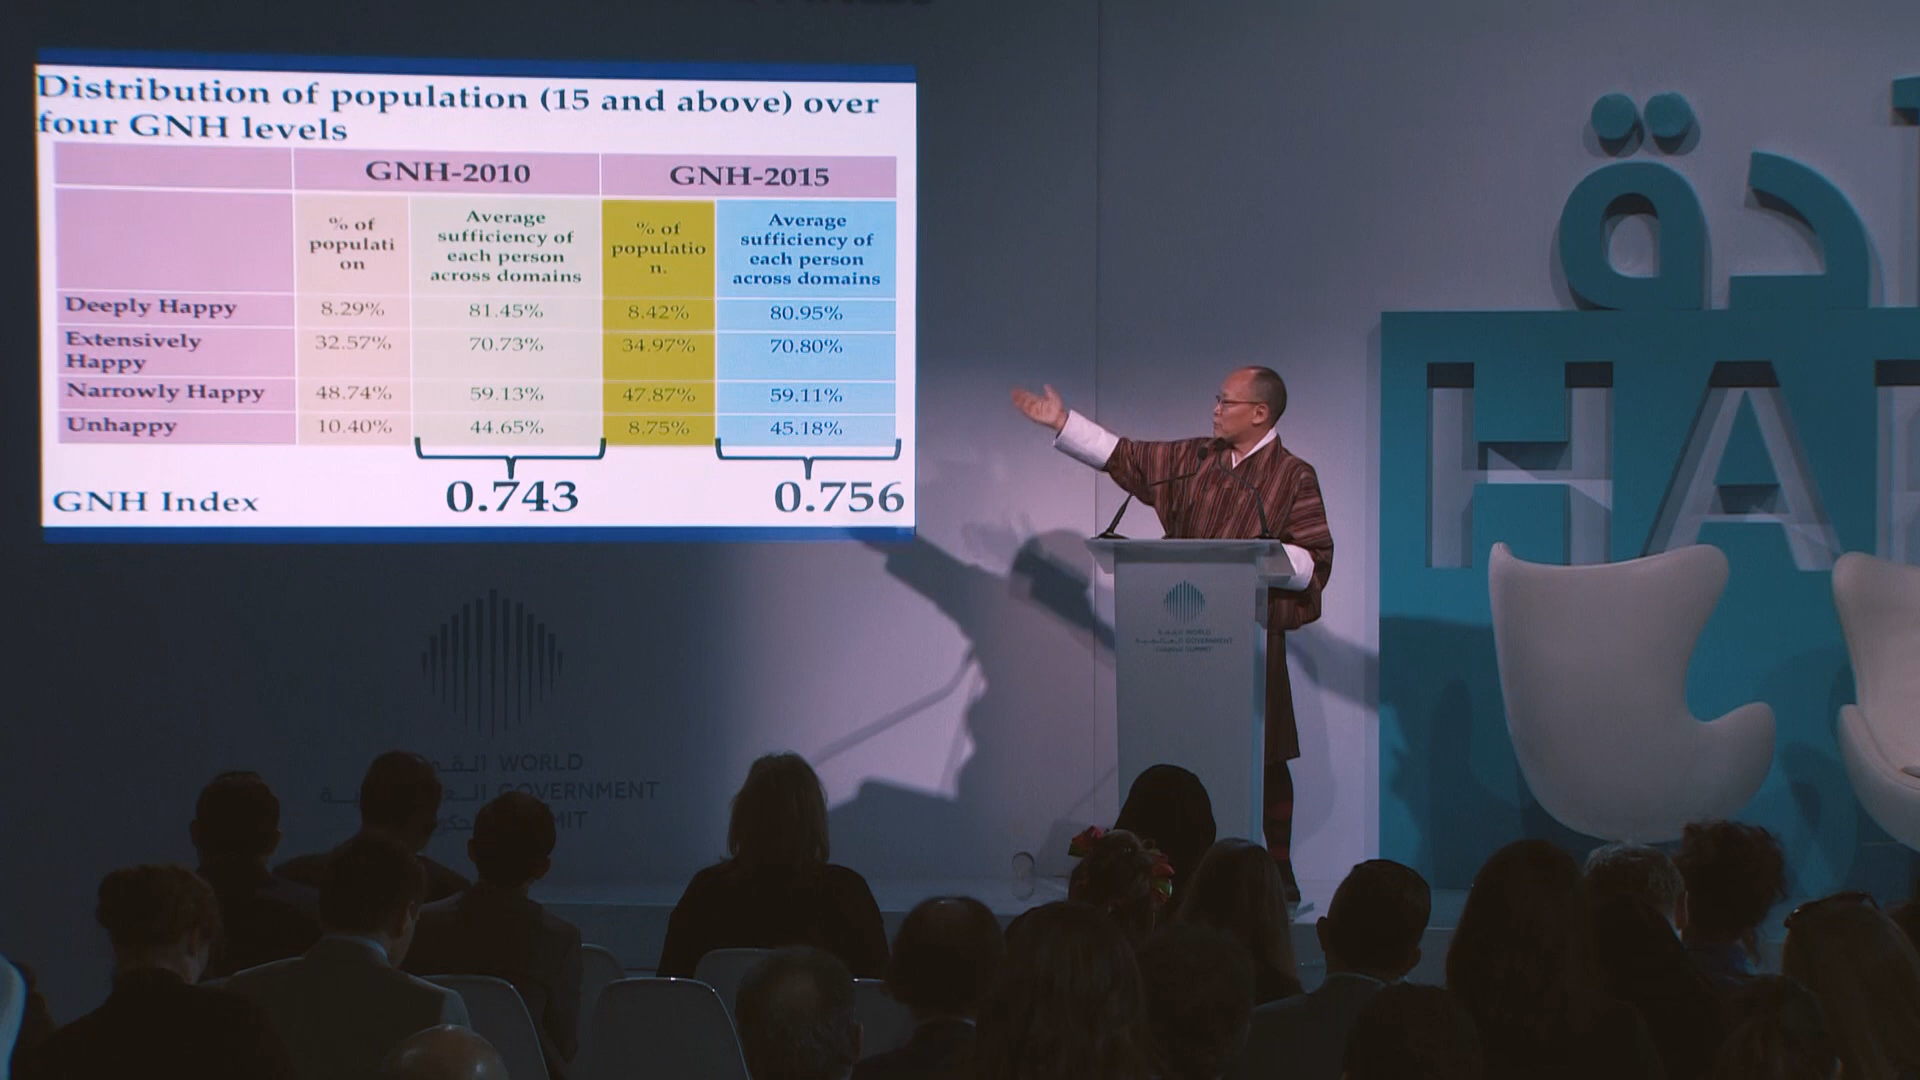 Distribution of population (15 and above) over
four GNH levels
GNH-2010 GNH-2015
% of
populati
on
Average
sufficiency of
each person
across domains
% of
populatio
n.
Average
sufficiency of
each person
across domains
Deeply Happy 8.29% 81.45% 8.42% 80.95%
Extensively
Happy 32.57% 70.73% 34.97% 70.80%
Narrowly Happy 48.74% 59.13% 47.87% 59.11%
Unhappy 10.40% 44.65% 8.75% 45.18%
GNH Index 0.743 0.756
HA
WORLD
GOVERNMENT
SUMMIT
WORLD
GOVERNMENT